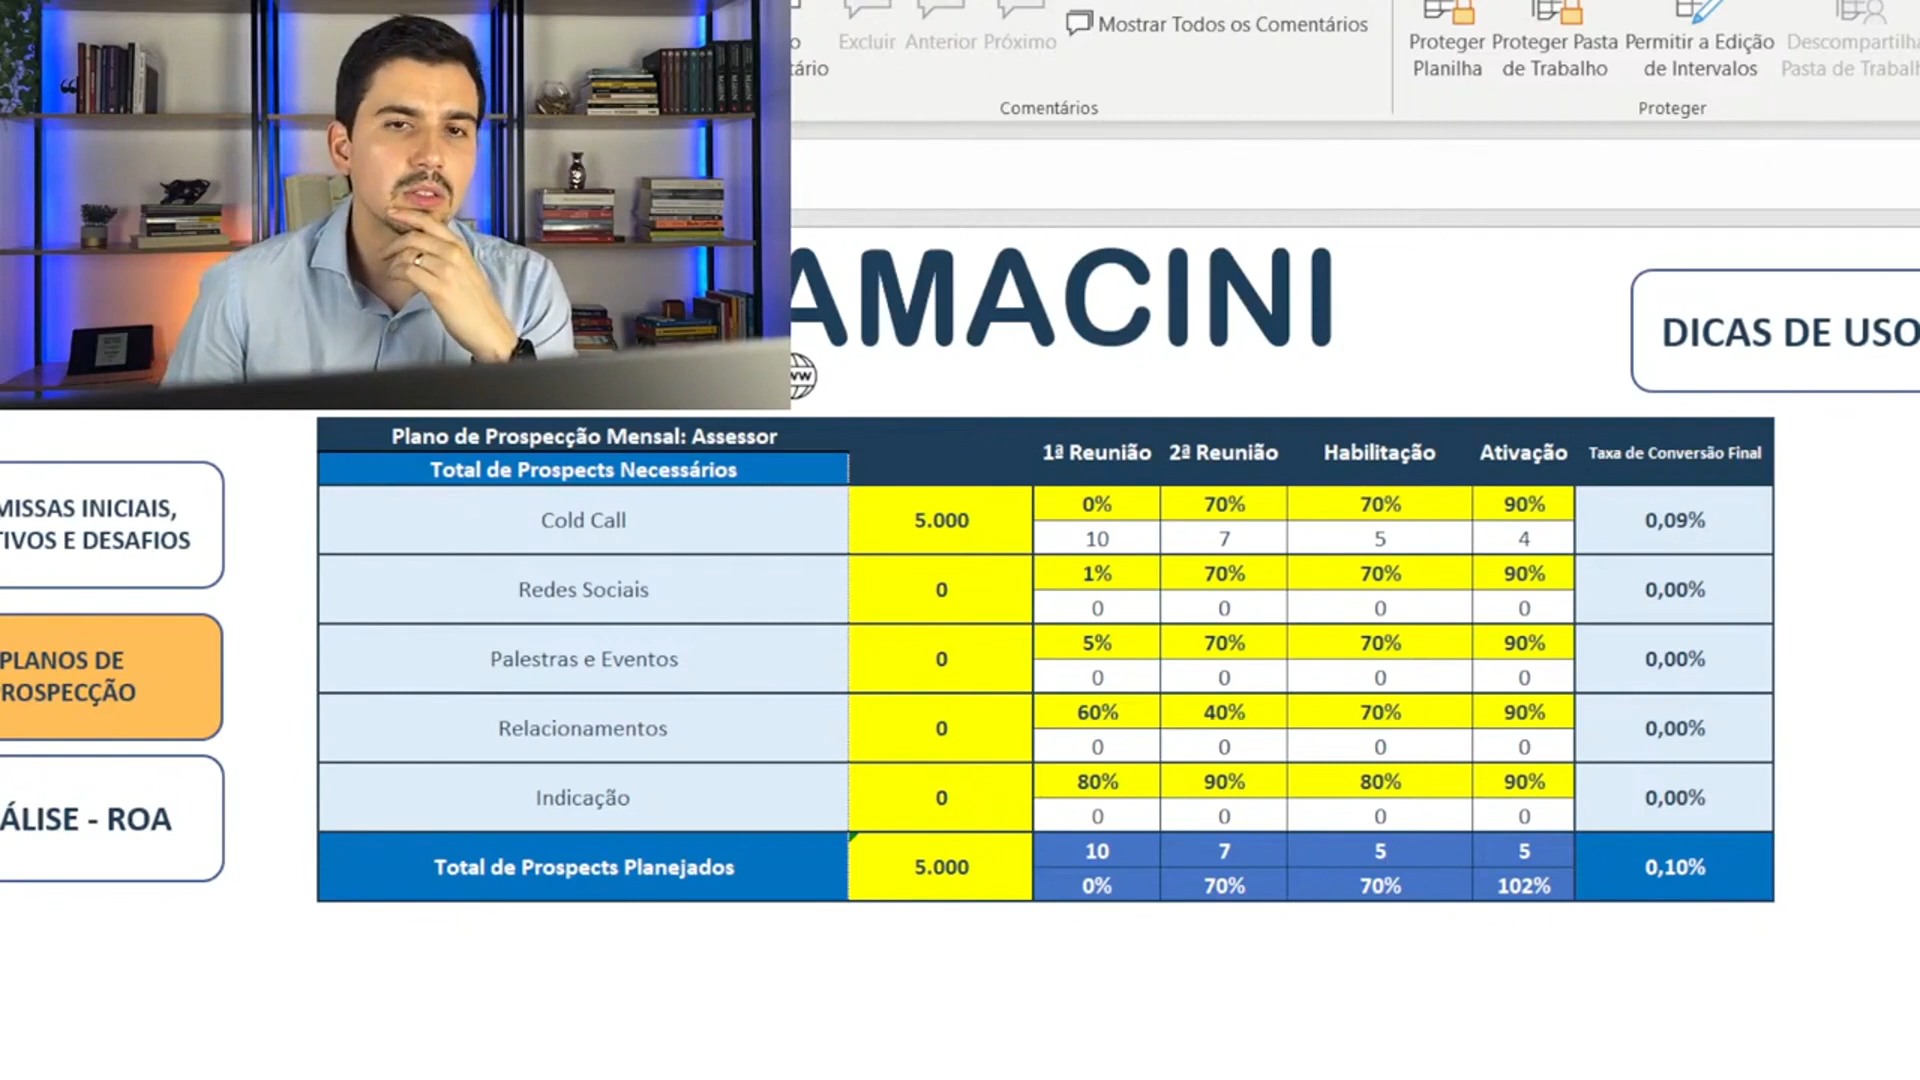 Excluir Anterior Próximo
Mostrar Todos os Comentários
Comentários
Proteger Planilha
Proteger Pasta de Trabalho
Permitir a Edição de Intervalos
Pasta de
Proteger
AMACINI
DICAS DE USO
INICIAIS,
E DESAFIOS
PLANOS DE
- ROA
Plano de Prospecção Mensal: Assessor
Total de Prospects Necessários
1ª Reunião 2ª Reunião Habilitação Ativação Taxa de Conversão Final
Cold Call 5.000 0% 70% 70% 90% 0,09%
10 7 5 4
Redes Sociais 0 1% 70% 70% 90% 0,00%
0 0 0 0
Palestras e Eventos 0 5% 70% 70% 90% 0,00%
0 0 0 0
Relacionamentos 0 60% 40% 70% 90% 0,00%
0 0 0 0
Indicação 0 80% 90% 80% 90% 0,00%
0 0 0 0
Total de Prospects Planejados 5.000 10 7 5 5 0,10%
0% 70% 70% 102%